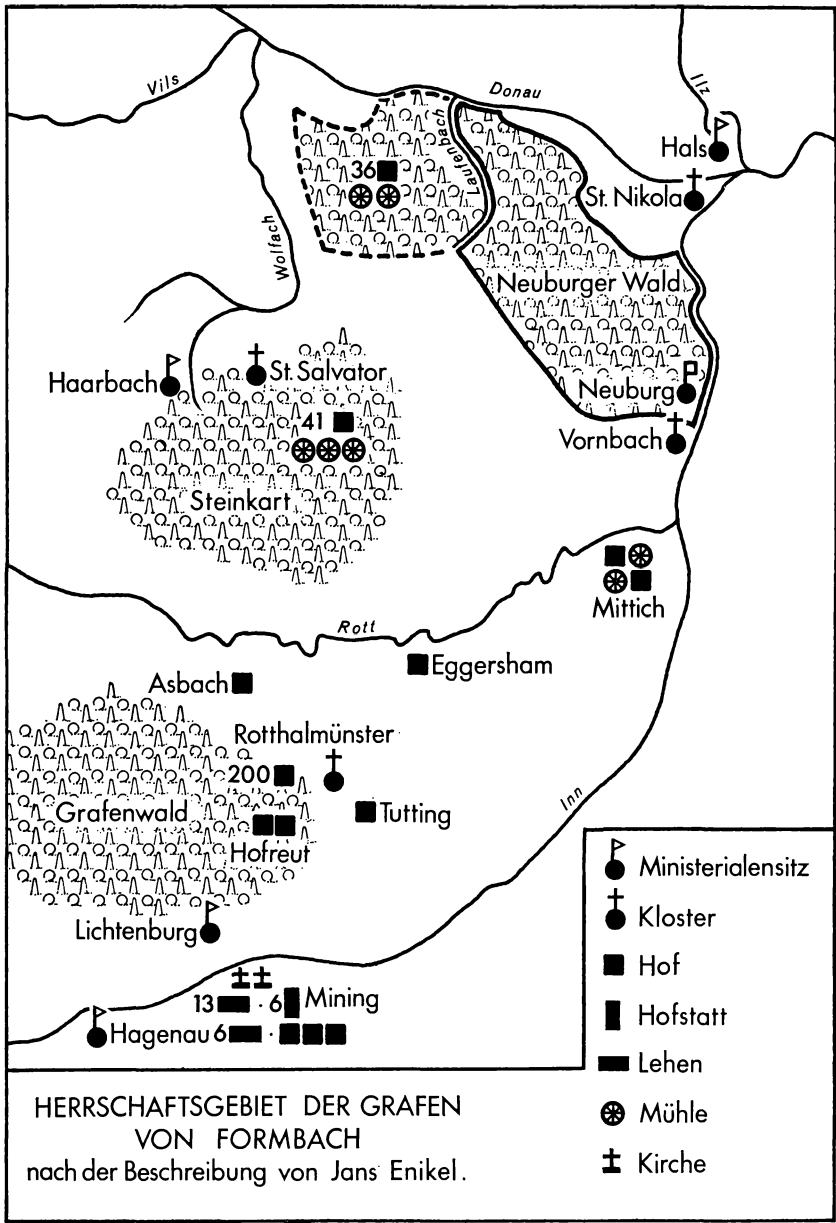 Vils
Donau
Ilz
Laufenbach
Hals
36
St. Nikola
Wolfach
Neuburger Wald
Haarbach
St. Salvator
Neuburg
41
Vornbach
Steinkart
Mittich
Rott
Eggersham
Asbach
Rotthalmünster
200
Grafenwald
Tutting
Inn
Hofreut
Lichtenburg
13 . 6 Mining
Hagenau 6 .
Ministerialensitz
Kloster
Hof
Hofstatt
Lehen
Mühle
Kirche
HERRSCHAFTSGEBIET DER GRAFEN
VON FORMBACH
nach der Beschreibung von Jans Enikel.